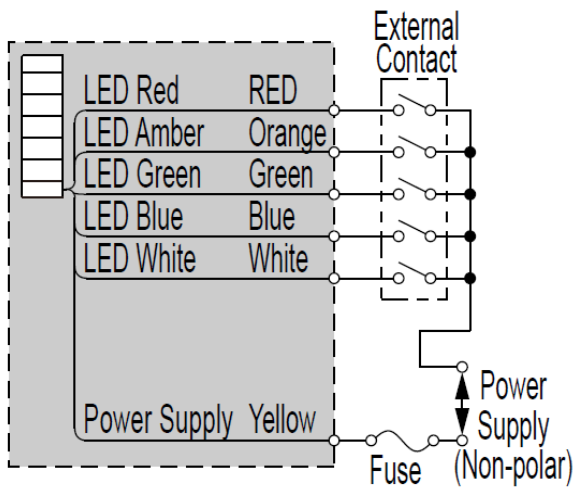 External
Contact
LED Red RED
LED Amber Orange
LED Green Green
LED Blue Blue
LED White White
Power Supply Yellow
Fuse
Power
Supply
(Non-polar)